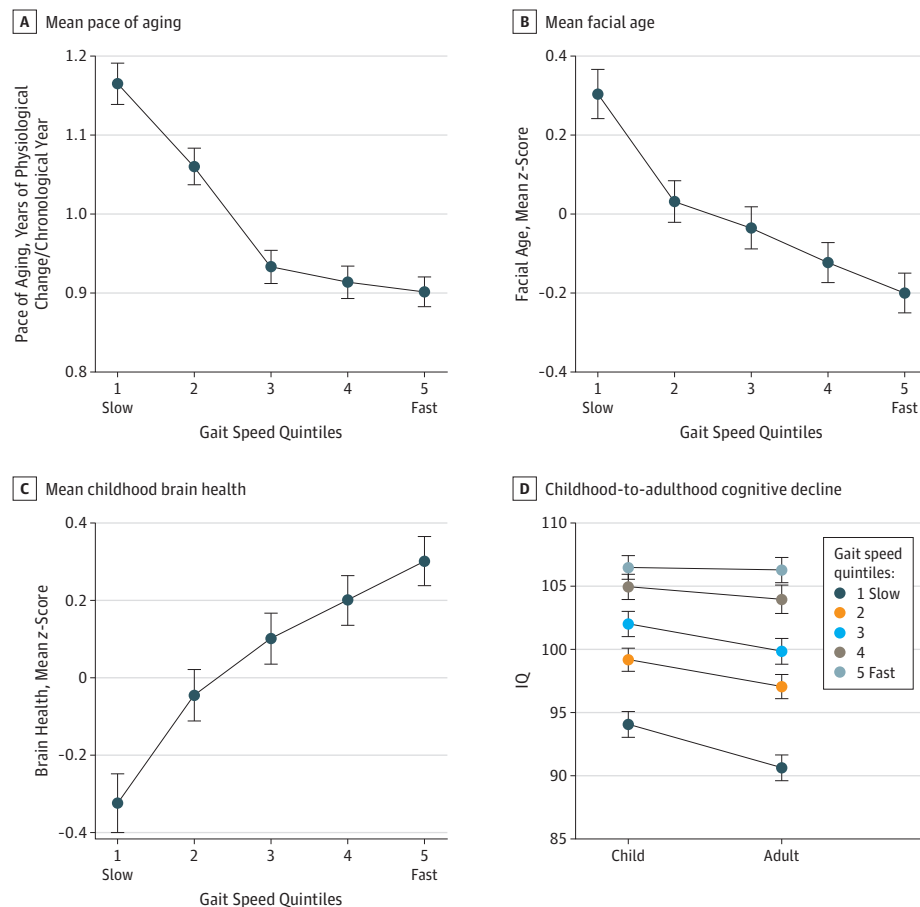 A Mean pace of aging
Pace of Aging, Years of Physiological
Change/Chronological Year
1.2
1.1
1.0
0.9
0.8
1 2 3 4 5
Slow Fast
Gait Speed Quintiles
B Mean facial age
Facial Age, Mean z-Score
0.4
0.2
0
-0.2
-0.4
1 2 3 4 5
Slow Fast
Gait Speed Quintiles
C Mean childhood brain health
Brain Health, Mean z-Score
0.4
0.2
0
-0.2
-0.4
1 2 3 4 5
Slow Fast
Gait Speed Quintiles
D Childhood-to-adulthood cognitive decline
IQ
110
105
100
95
90
85
Child Adult
Gait speed
quintiles:
1 Slow
2
3
4
5 Fast